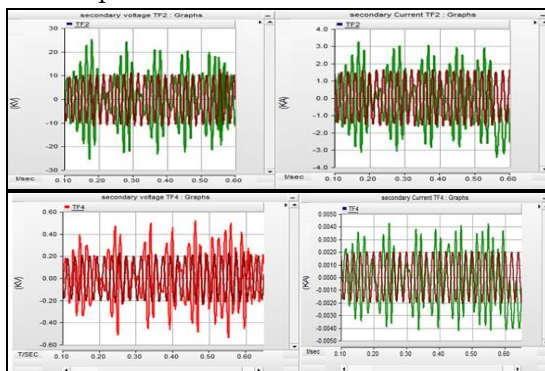 secondary voltage TF2 : Graphs
TF2
(KV)
30
20
10
0
-10
-20
-30
t/sec
0.10 0.20 0.30 0.40 0.50 0.60
secondary Current TF2 : Graphs
TF2
(KA)
4.0
3.0
2.0
1.0
0.0
-1.0
-2.0
-3.0
-4.0
t/sec
0.10 0.20 0.30 0.40 0.50 0.60
secondary voltage TF4 : Graphs
TF4
(KV)
0.60
0.40
0.20
0.00
-0.20
-0.40
-0.60
T/SEC
0.10 0.20 0.30 0.40 0.50 0.60
secondary Current TF4 : Graphs
TF4
(KA)
0.0050
0.0040
0.0030
0.0020
0.0010
0.0000
-0.0010
-0.0020
-0.0030
-0.0040
-0.0050
t/sec
0.10 0.20 0.30 0.40 0.50 0.60